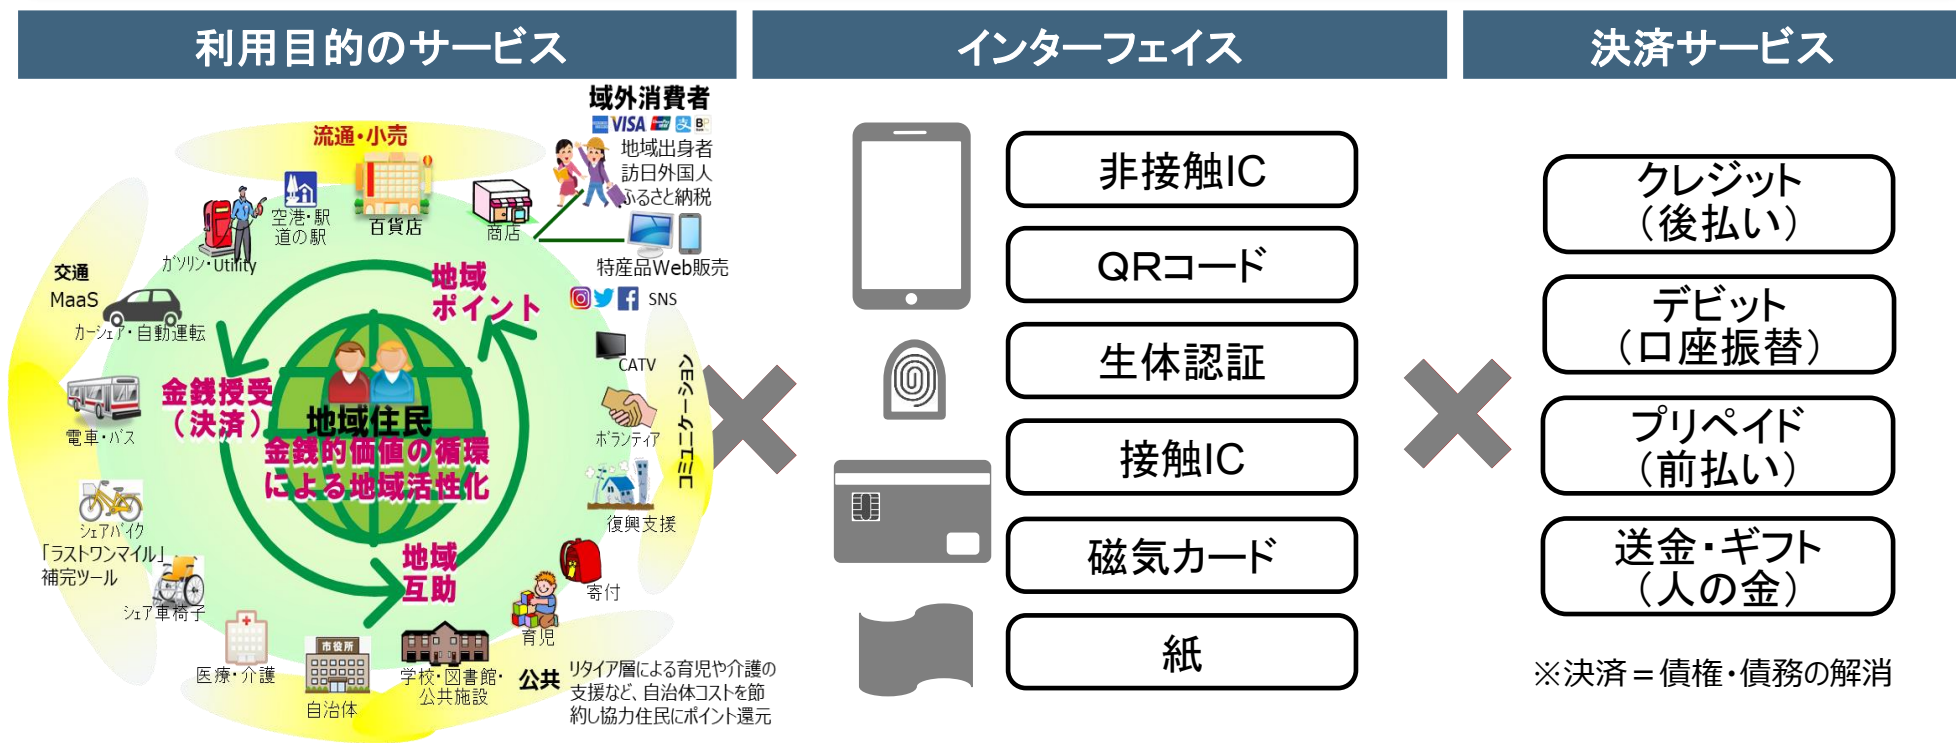 利用目的のサービス
インターフェイス
決済サービス
域外消費者
VISA
地域出身者
訪日外国人
ふるさと納税
流通・小売
百貨店
商店
空港・駅
道の駅
ガソリン・Utility
特産品Web販売
SNS
交通
MaaS
カーシェア・自動運転
電車・バス
シェアバイク
「ラストワンマイル」
補完ツール
シェア車椅子
地域
ポイント
金銭授受
（決済）
地域住民
金銭的価値の循環
による地域活性化
地域
互助
CATV
ボランティア
コミュニケーション
復興支援
寄付
育児
医療・介護
市役所
自治体
学校・図書館・
公共施設
公共
リタイア層による育児や介護の
支援など、自治体コストを節
約し協力住民にポイント還元
非接触IC
QRコード
生体認証
接触IC
磁気カード
紙
クレジット
（後払い）
デビット
（口座振替）
プリペイド
（前払い）
送金・ギフト
（人の金）
※決済＝債権・債務の解消